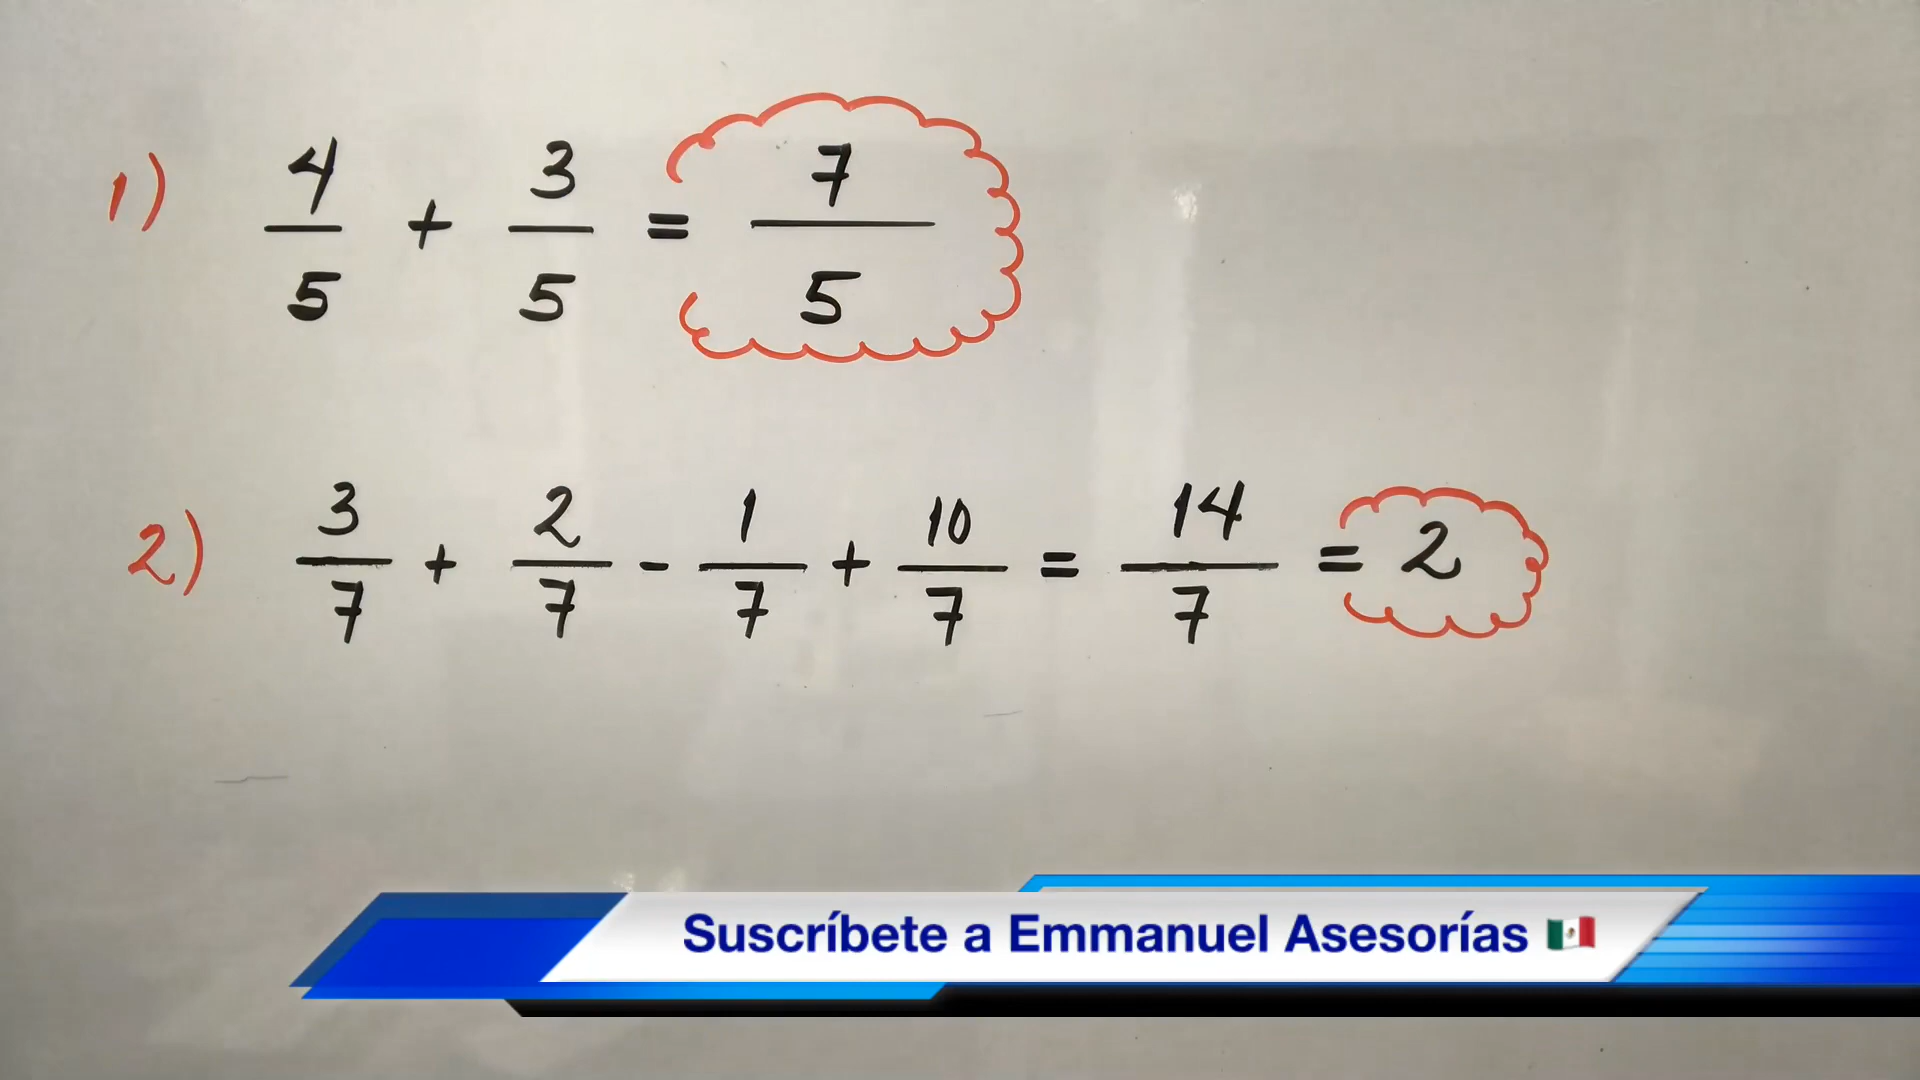 1) 4/5 + 3/5 = 7/5
2) 3/7 + 2/7 - 1/7 + 10/7 = 14/7 = 2
Suscríbete a Emmanuel Asesorías 🇲🇽